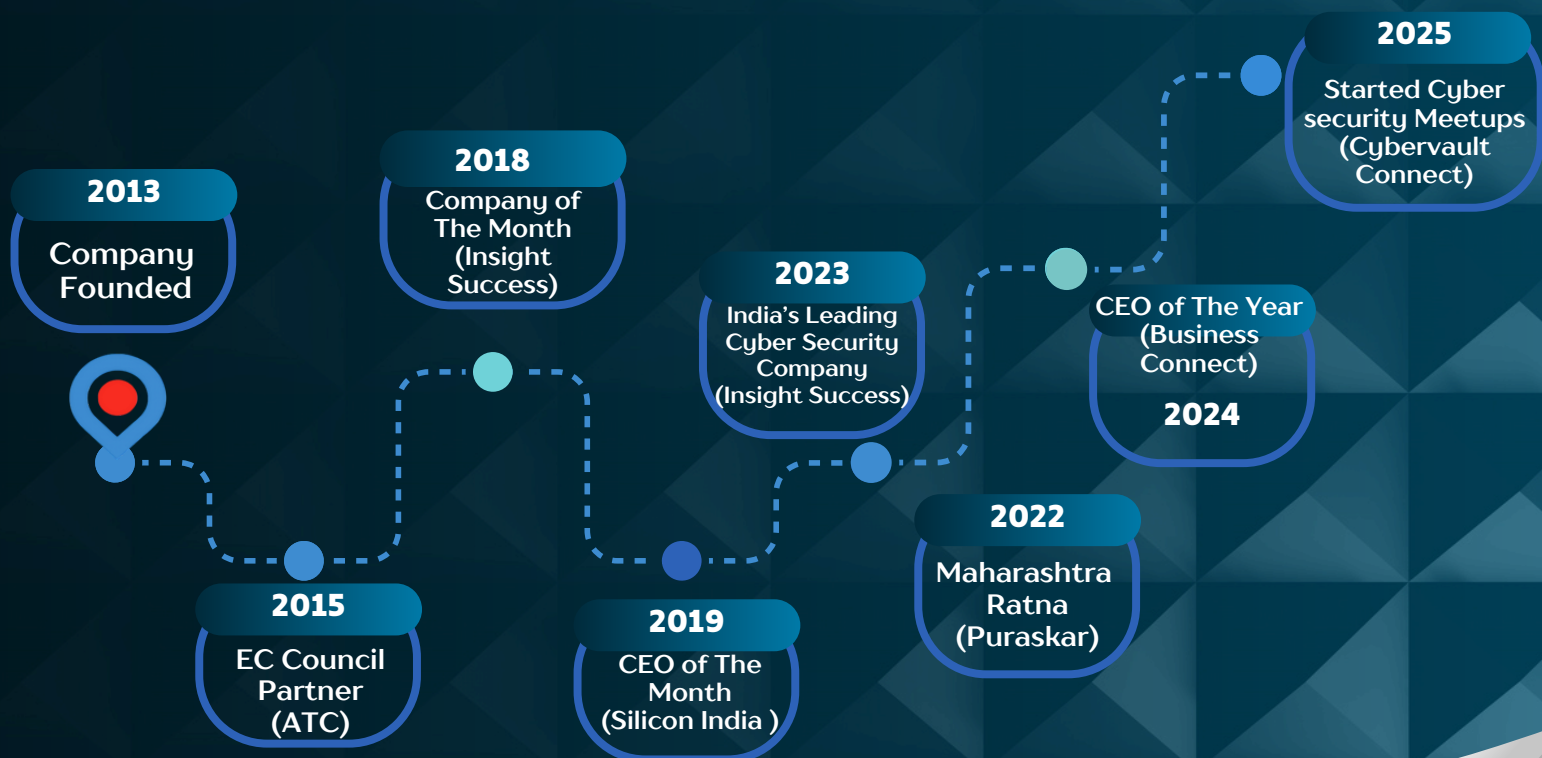 2013
Company
Founded
2015
EC Council
Partner
(ATC)
2018
Company of
The Month
(Insight
Success)
2019
CEO of The
Month
(Silicon India )
2023
India's Leading
Cyber Security
Company
(Insight Success)
2022
Maharashtra
Ratna
(Puraskar)
CEO of The Year
(Business
Connect)
2024
2025
Started Cyber
security Meetups
(Cybervault
Connect)